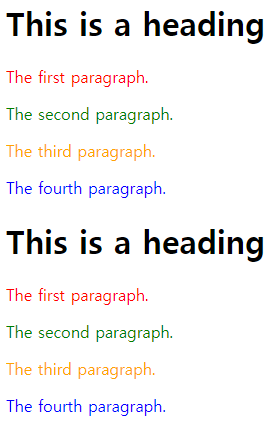 This is a heading
The first paragraph.
The second paragraph.
The third paragraph.
The fourth paragraph.
This is a heading
The first paragraph.
The second paragraph.
The third paragraph.
The fourth paragraph.